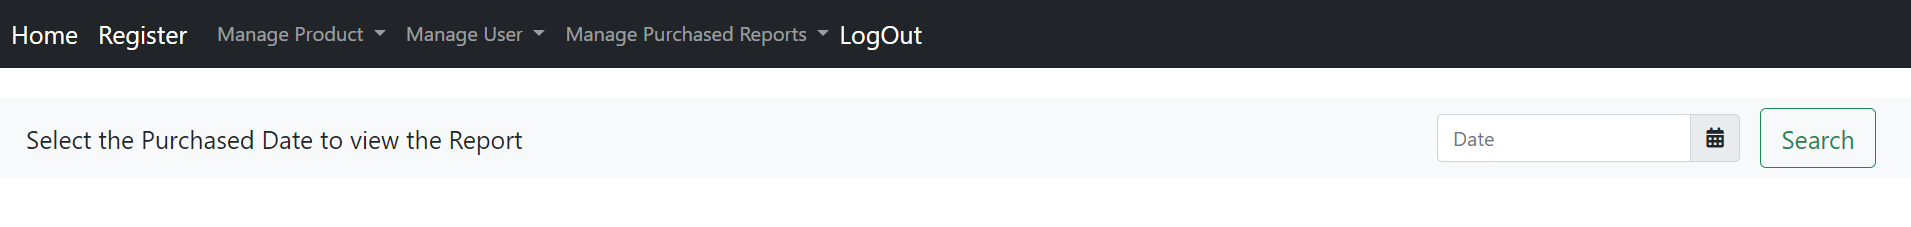 Home Register Manage Product Manage User Manage Purchased Reports LogOut
Select the Purchased Date to view the Report Date Search